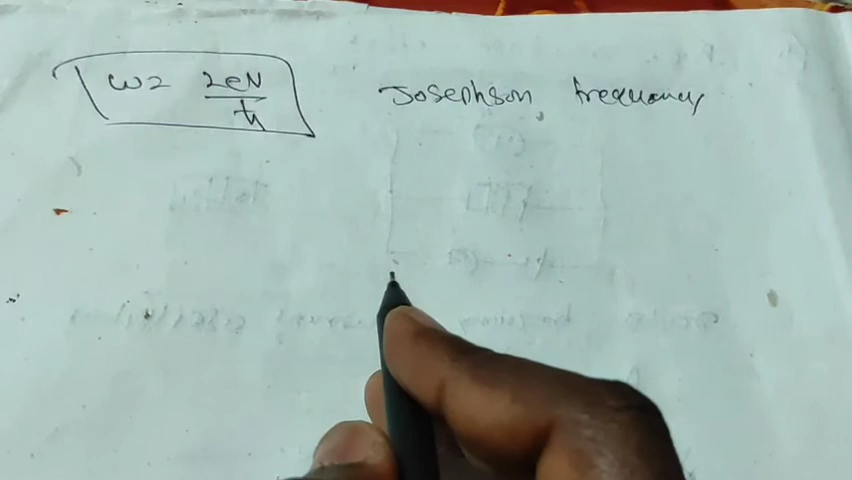 ω = 2eV/ħ Josephson frequency